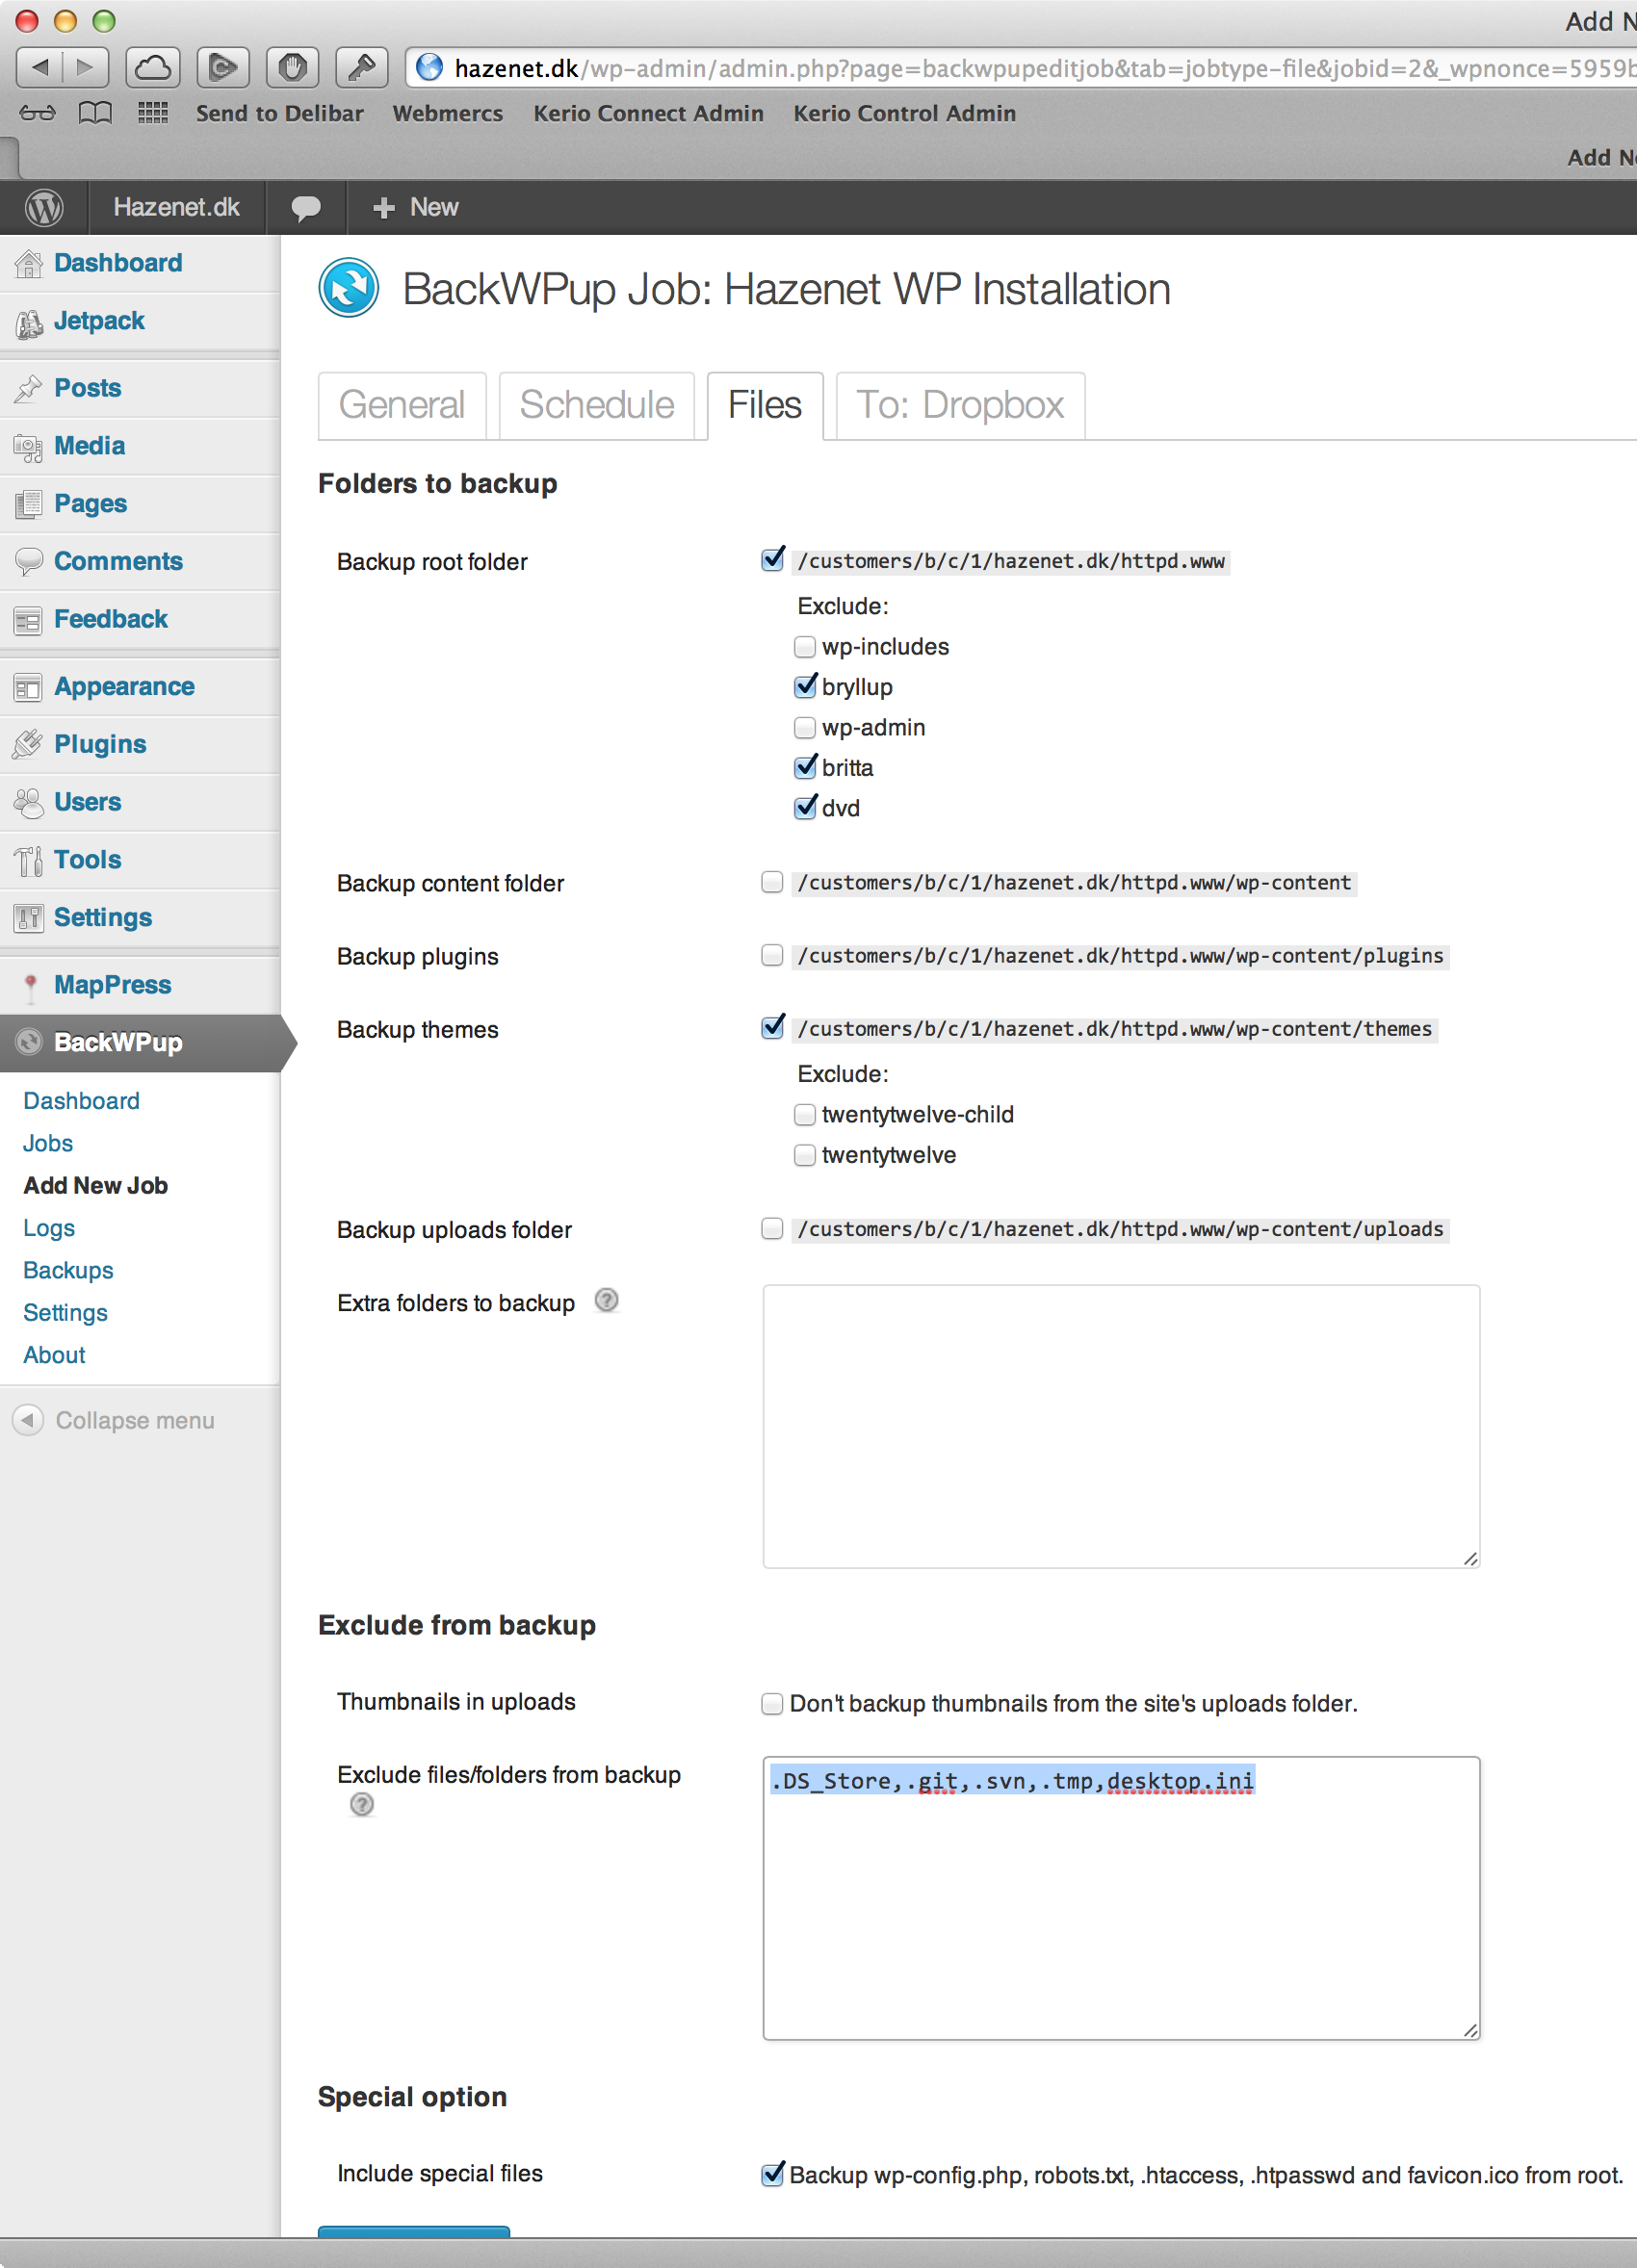 Add N
hazenet.dk/wp-admin/admin.php?page=backwpupeditjob&tab=jobtype-file&jobid=2&_wpnonce=5959b
Send to Delibar Webmercs Kerio Connect Admin Kerio Control Admin
Add N
Hazenet.dk + New
Dashboard
Jetpack
Posts
Media
Pages
Comments
Feedback
Appearance
Plugins
Users
Tools
Settings
MapPress
BackWPup
Dashboard
Jobs
Add New Job
Logs
Backups
Settings
About
Collapse menu
BackWPup Job: Hazenet WP Installation
General Schedule Files To: Dropbox
Folders to backup
Backup root folder /customers/b/c/1/hazenet.dk/httpd.www
Exclude:
wp-includes
bryllup
wp-admin
britta
dvd
Backup content folder /customers/b/c/1/hazenet.dk/httpd.www/wp-content
Backup plugins /customers/b/c/1/hazenet.dk/httpd.www/wp-content/plugins
Backup themes /customers/b/c/1/hazenet.dk/httpd.www/wp-content/themes
Exclude:
twentytwelve-child
twentytwelve
Backup uploads folder /customers/b/c/1/hazenet.dk/httpd.www/wp-content/uploads
Extra folders to backup ?
Exclude from backup
Thumbnails in uploads Don't backup thumbnails from the site's uploads folder.
Exclude files/folders from backup ? .DS_Store,.git,.svn,.tmp,desktop.ini
Special option
Include special files Backup wp-config.php, robots.txt, .htaccess, .htpasswd and favicon.ico from root.